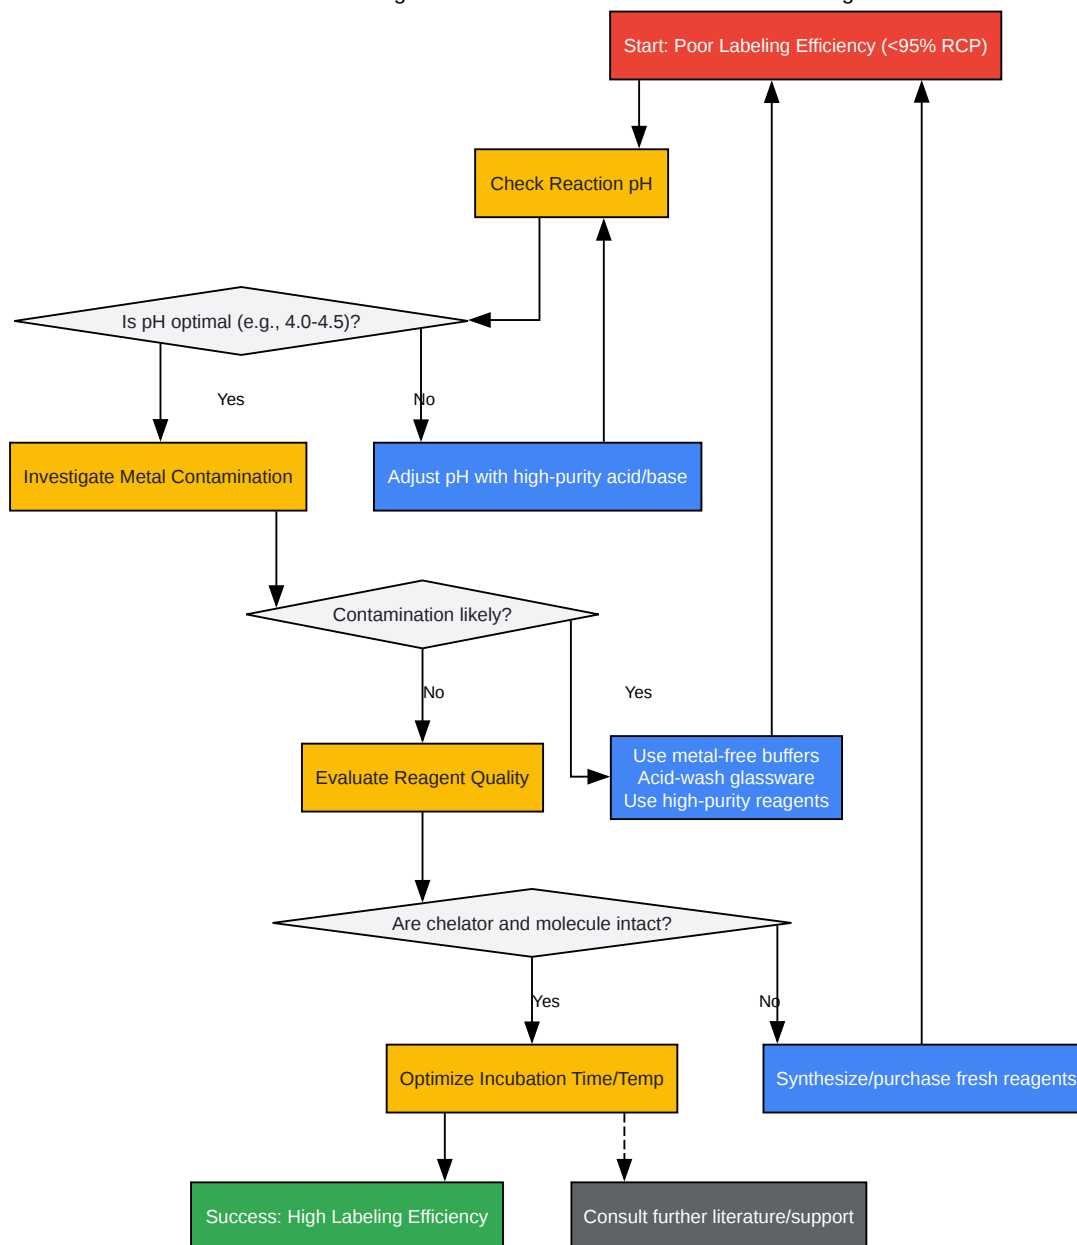 Start: Poor Labeling Efficiency (<95% RCP)
Check Reaction pH
Is pH optimal (e.g., 4.0-4.5)?
Yes
No
Investigate Metal Contamination
Adjust pH with high-purity acid/base
Contamination likely?
No
Yes
Evaluate Reagent Quality
Use metal-free buffers
Acid-wash glassware
Use high-purity reagents
Are chelator and molecule intact?
Yes
No
Optimize Incubation Time/Temp
Synthesize/purchase fresh reagents
Success: High Labeling Efficiency
Consult further literature/support